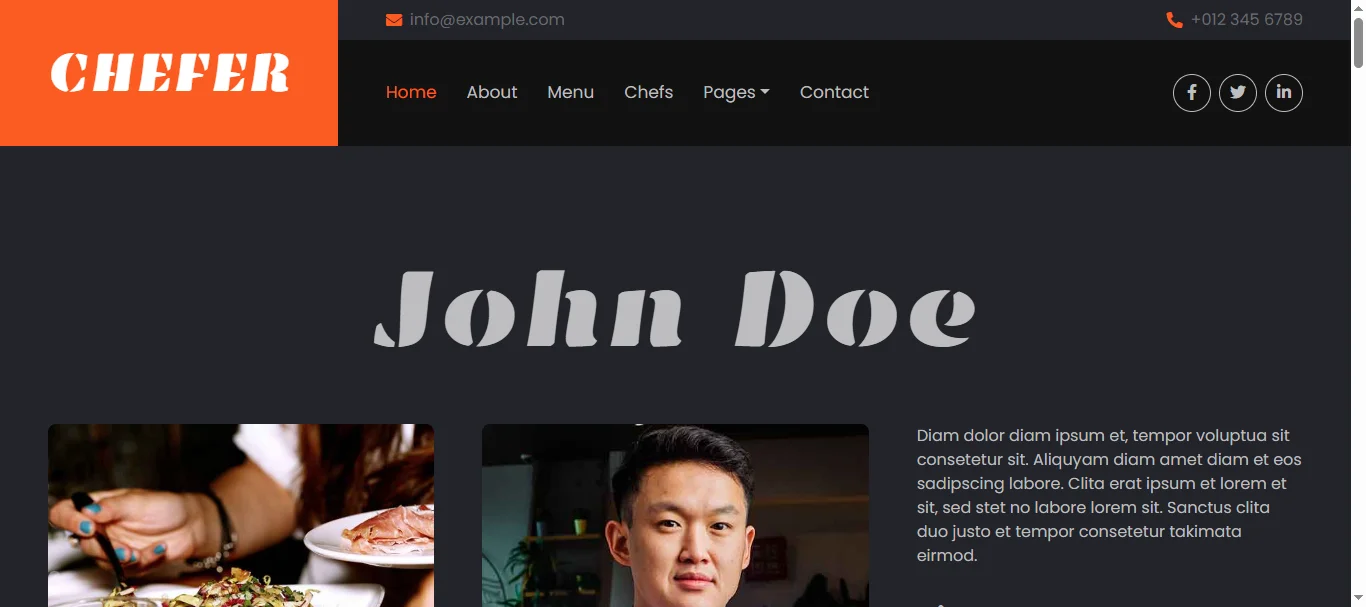 CHEFER
info@example.com
+012 345 6789
Home About Menu Chefs Pages Contact
John Doe
Diam dolor diam ipsum et, tempor voluptua sit
consetetur sit. Aliquyam diam amet diam et eos
sadipscing labore. Clita erat ipsum et lorem et
sit, sed stet no labore lorem sit. Sanctus clita
duo justo et tempor consetetur takimata
eirmod.